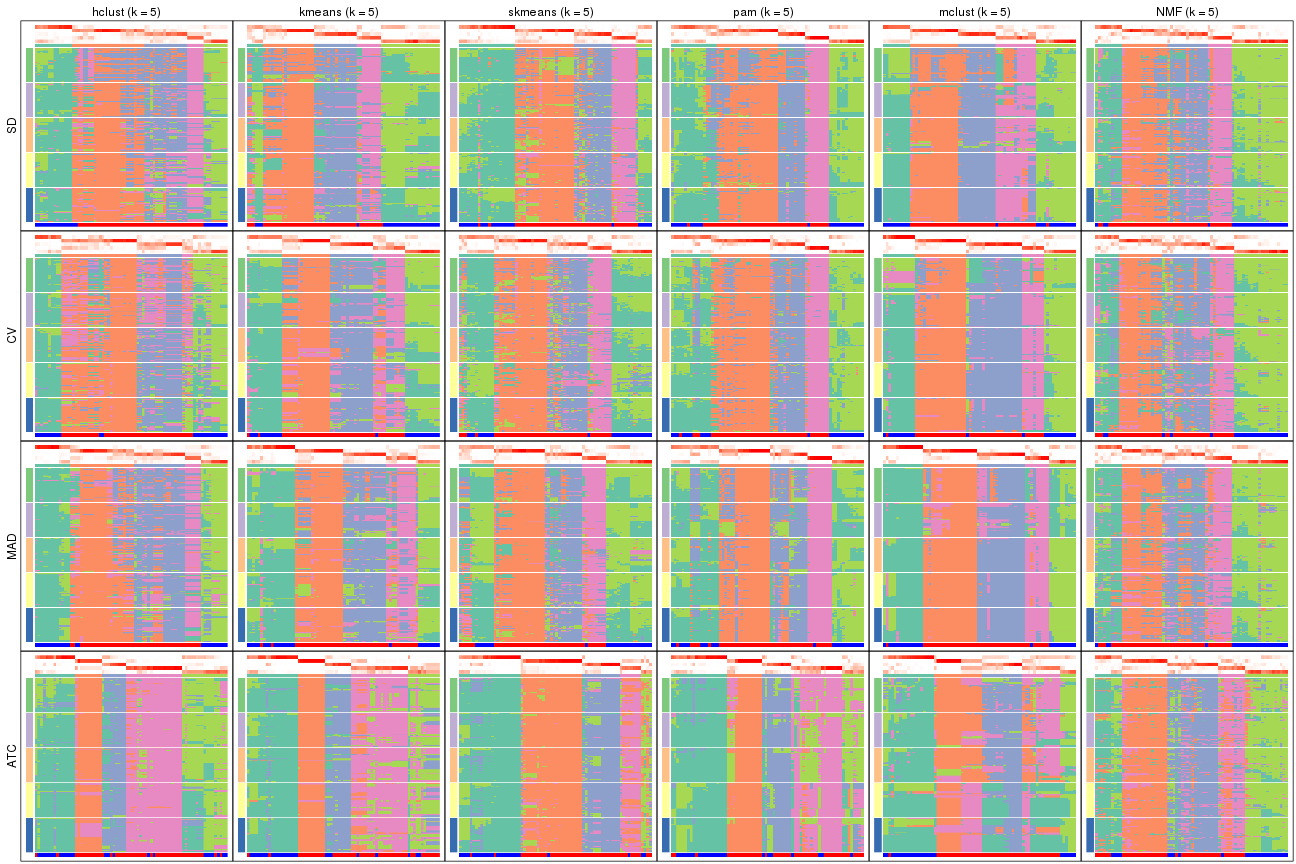 hclust (k = 5) kmeans (k = 5) skmeans (k = 5) pam (k = 5) mclust (k = 5) NMF (k = 5)
SD
CV
MAD
ATC